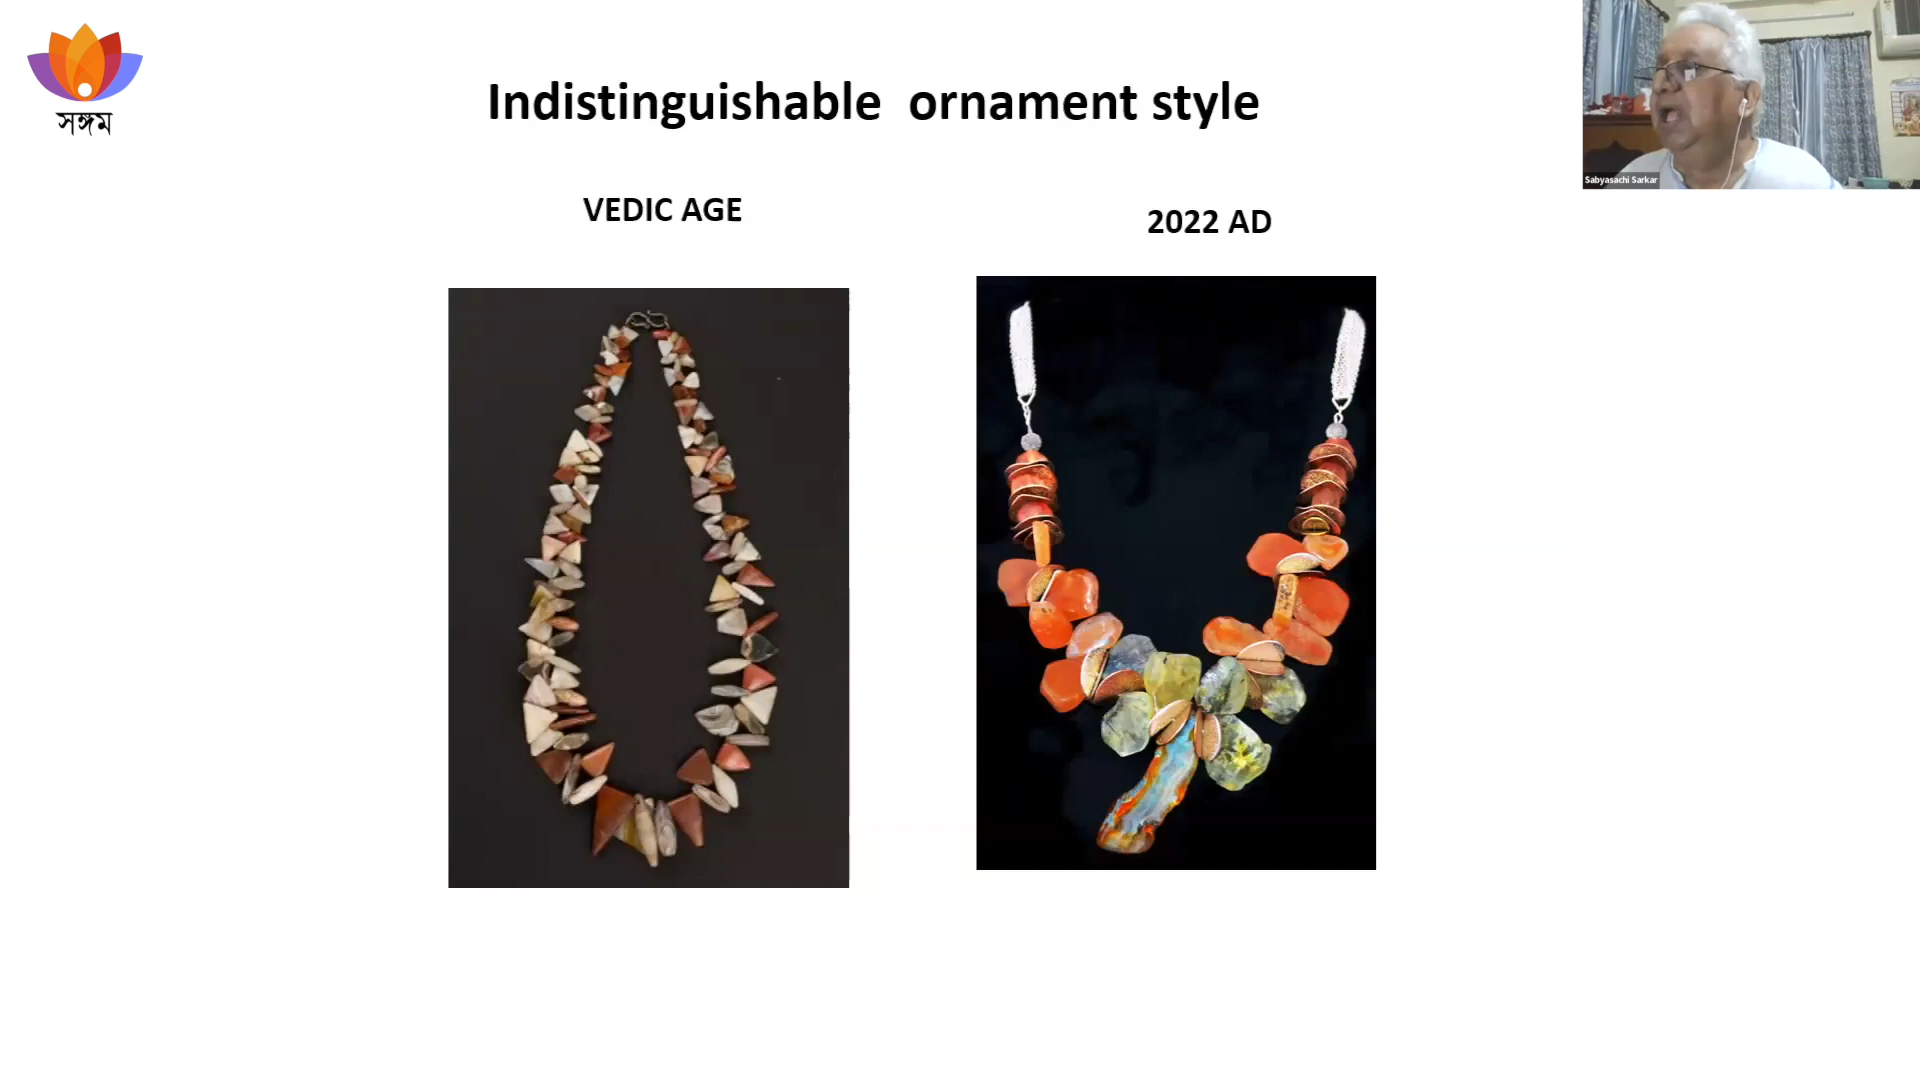 সঙ্গম
Indistinguishable ornament style
VEDIC AGE
2022 AD
Sabyasachi Sarkar